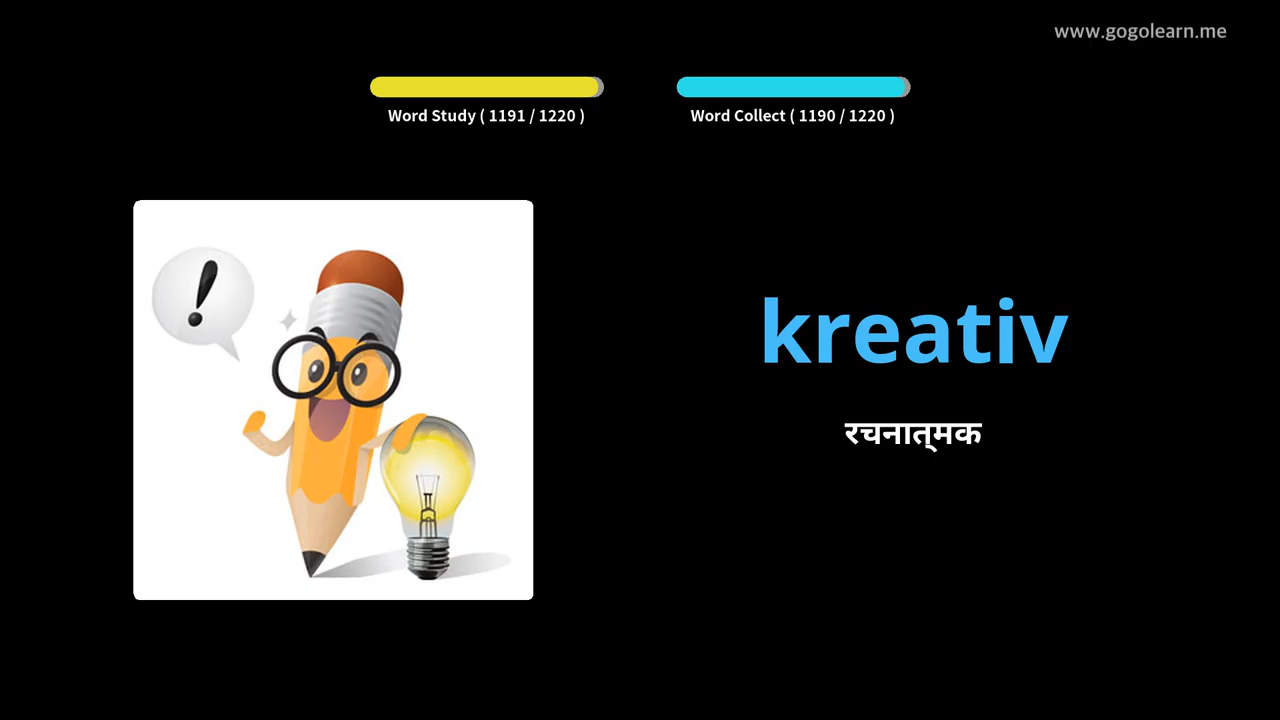 www.gogolearn.me
Word Study ( 1191 / 1220 )
Word Collect ( 1190 / 1220 )
!
kreativ
रचनात्‌मक